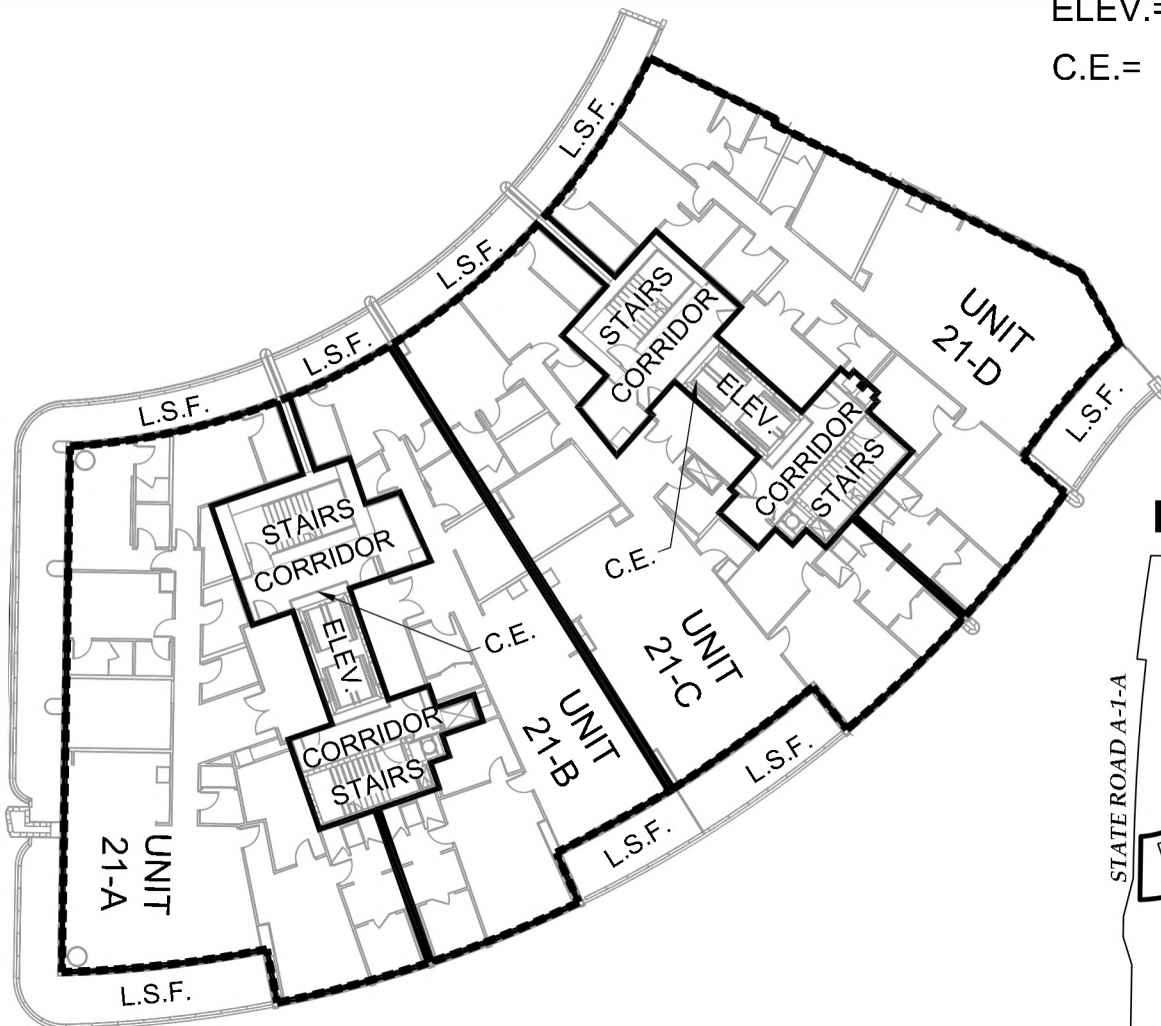 ELEV.=
C.E.=
L.S.F.
L.S.F.
L.S.F.
L.S.F.
STAIRS
CORRIDOR
ELEV.
CORRIDOR
STAIRS
UNIT
21-D
L.S.F.
STAIRS
CORRIDOR
C.E.
ELEV.
C.E.
CORRIDOR
STAIRS
UNIT
21-C
UNIT
21-B
UNIT
21-A
L.S.F.
L.S.F.
L.S.F.
STATE ROAD A-1-A